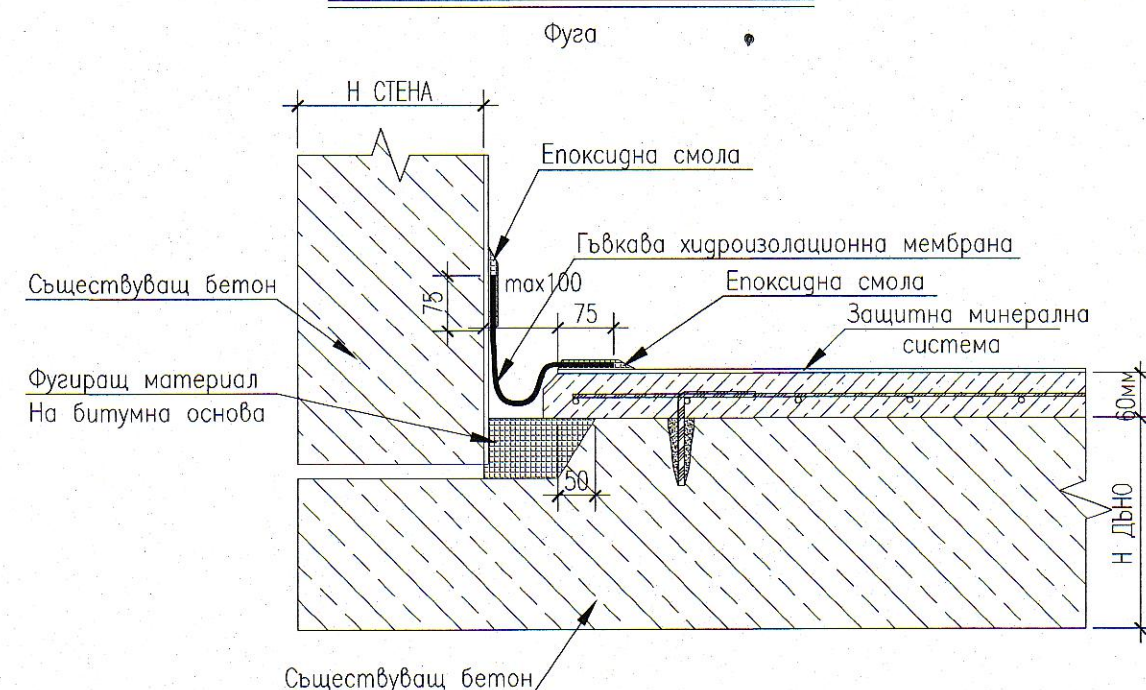 Фуга
Н СТЕНА
Епоксидна смола
Гъвкава хидроизолационна мембрана
Съществуващ бетон
75
max100
75
Епоксидна смола
Защитна минерална
система
Фугиращ материал
На битумна основа
60мм
50
Н ДЪНО
Съществуващ бетон